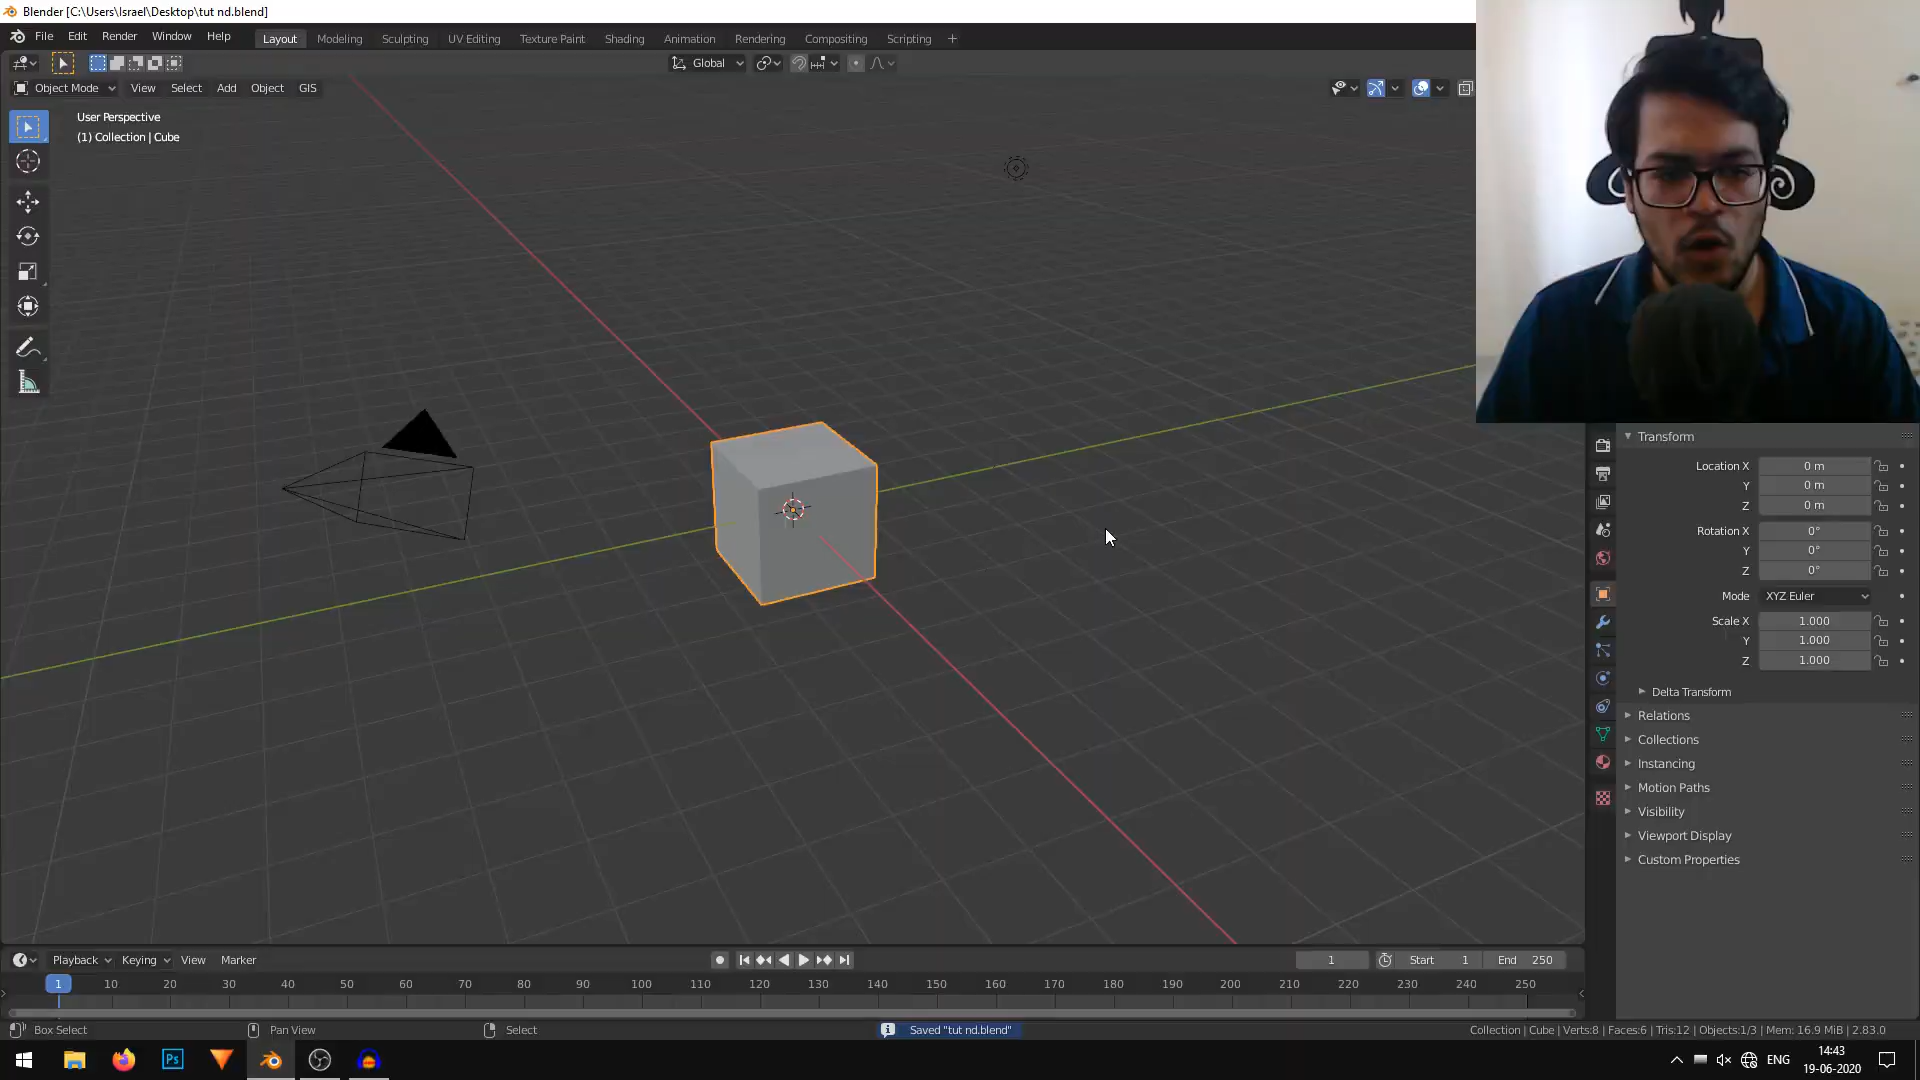 Blender [C:\Users\Israel\Desktop\tut nd.blend]
File Edit Render Window Help Layout Modeling Sculpting UV Editing Texture Paint Shading Animation Rendering Compositing Scripting +
Global
Object Mode View Select Add Object GIS
User Perspective
(1) Collection | Cube
Transform
Location X 0 m
Y 0 m
Z 0 m
Rotation X 0°
Y 0°
Z 0°
Mode XYZ Euler
Scale X 1.000
Y 1.000
Z 1.000
Delta Transform
Relations
Collections
Instancing
Motion Paths
Visibility
Viewport Display
Custom Properties
Playback Keying View Marker 1 Start 1 End 250
1 10 20 30 40 50 60 70 80 90 100 110 120 130 140 150 160 170 180 190 200 210 220 230 240 250
Box Select Pan View Select Saved "tut nd.blend" Collection | Cube | Verts:8 | Faces:6 | Tris:12 | Objects:1/3 | Mem: 16.9 MiB | 2.83.0
Ps ENG 14:43
19-06-2020